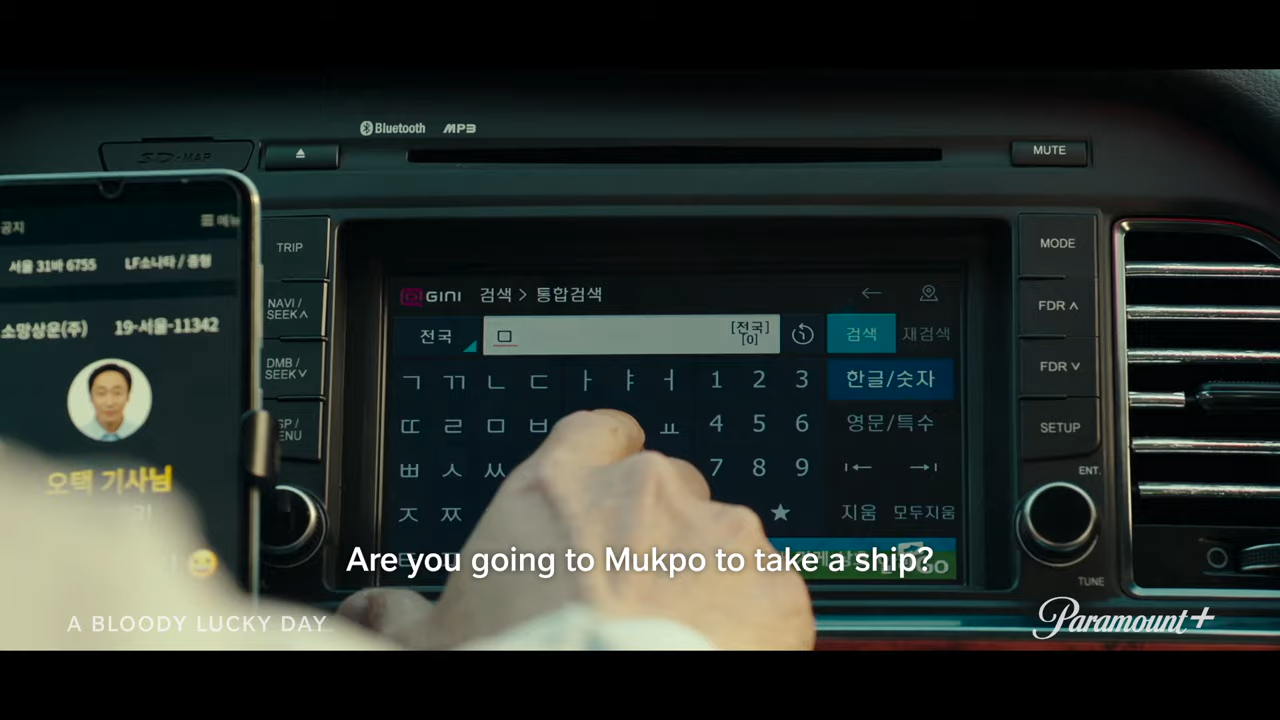 Bluetooth MP3
SD-MAP
MUTE
공지
메뉴
서울 31바 6755 LF소나타 / 중형
소망상운(주) 19-서울-11342
오택 기사님
TRIP
NAVI /
SEEK∧
DMB /
SEEK∨
GINI 검색 > 통합검색
전국 ㅁ [전국]
[0] 검색 재검색
ㄱ ㄲ ㄴ ㄷ ㅏ ㅑ ㅓ 1 2 3 한글/숫자
ㄸ ㄹ ㅁ ㅂ ㅛ 4 5 6 영문/특수
ㅃ ㅅ ㅆ 7 8 9
ㅈ ㅉ ★ 지움 모두지움
MODE
FDR ∧
FDR ∨
SETUP
ENT.
TUNE
Are you going to Mukpo to take a ship?
A BLOODY LUCKY DAY
Paramount+